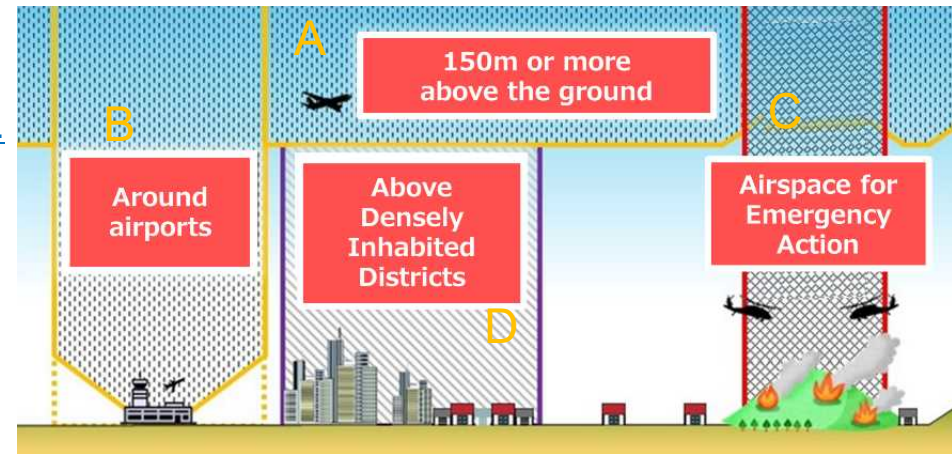 A
150m or more
above the ground
B
C
Around
airports
Above
Densely
Inhabited
Districts
Airspace for
Emergency
Action
D